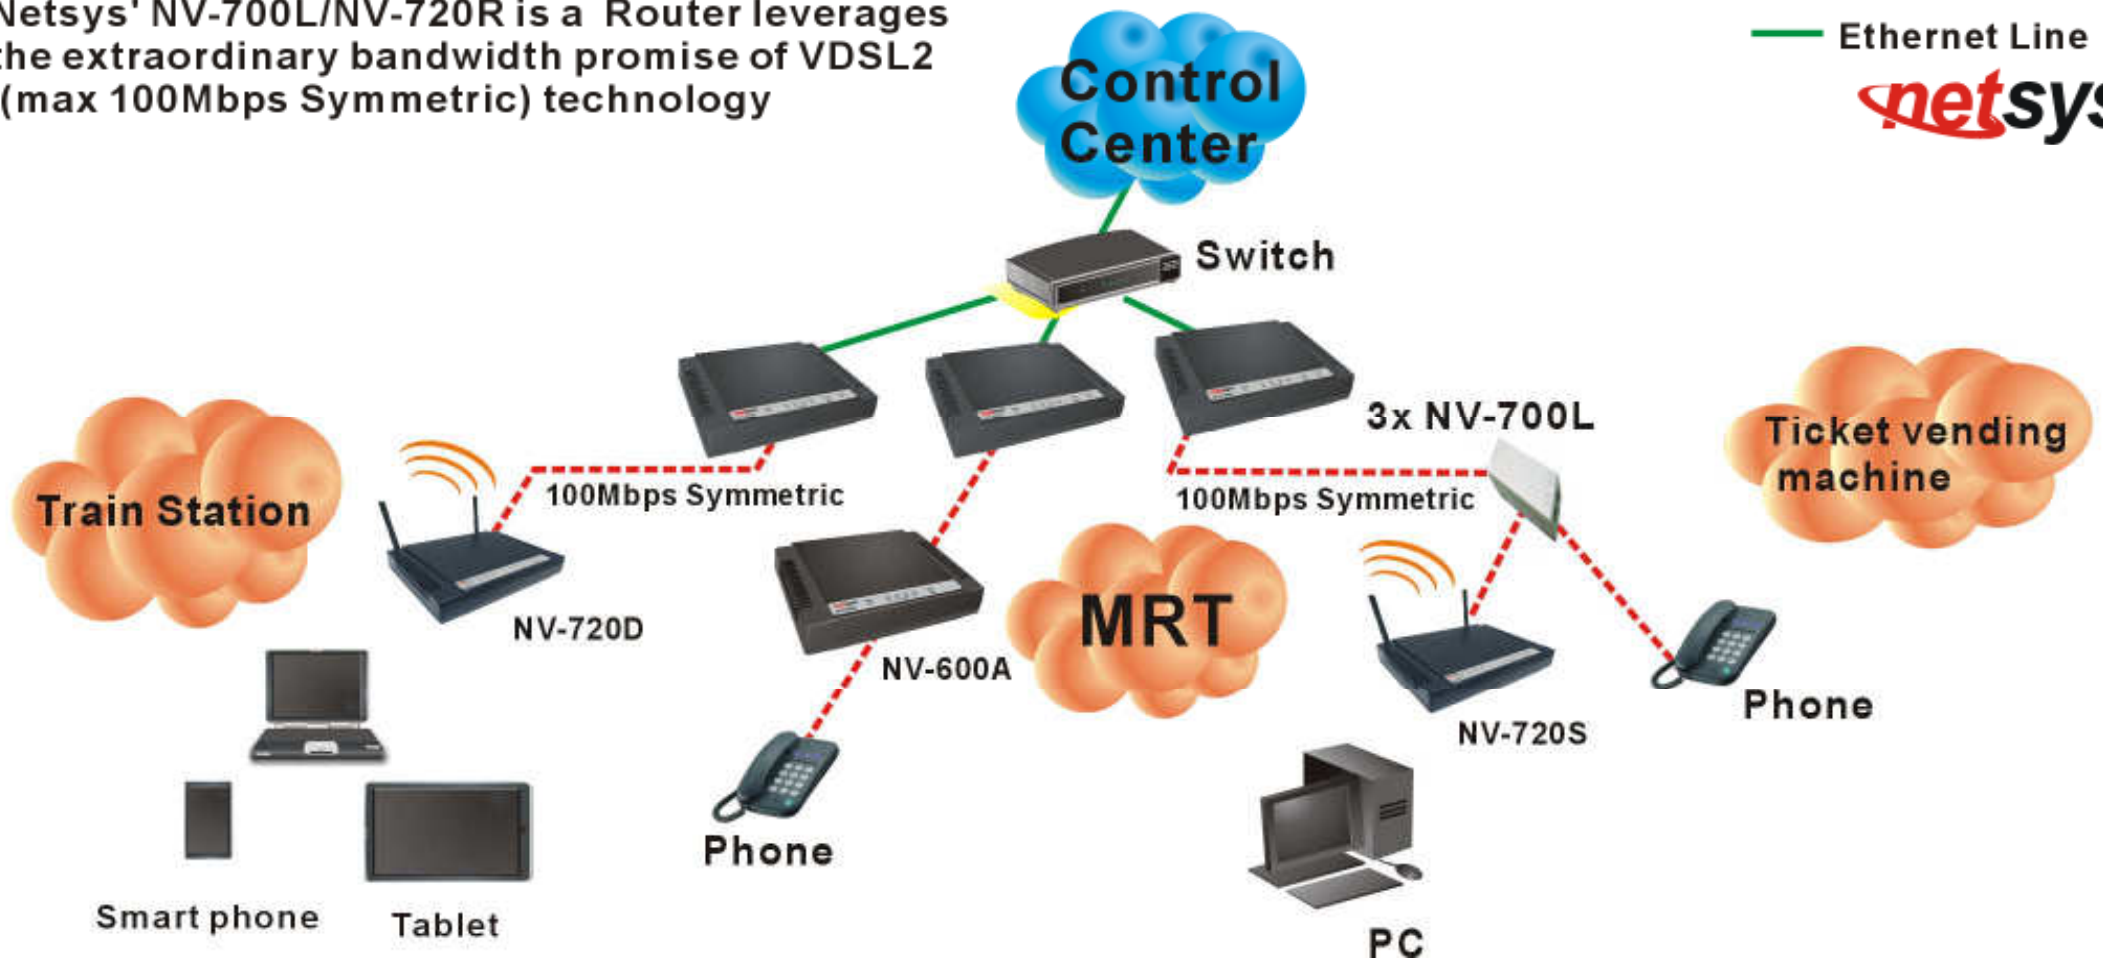 Netsys' NV-700L/NV-720R is a Router leverages
the extraordinary bandwidth promise of VDSL2
(max 100Mbps Symmetric) technology
Ethernet Line
netsys
Control
Center
Switch
3x NV-700L
Ticket vending
machine
Train Station
100Mbps Symmetric
100Mbps Symmetric
NV-720D
MRT
NV-600A
Phone
NV-720S
Phone
Smart phone
Tablet
PC